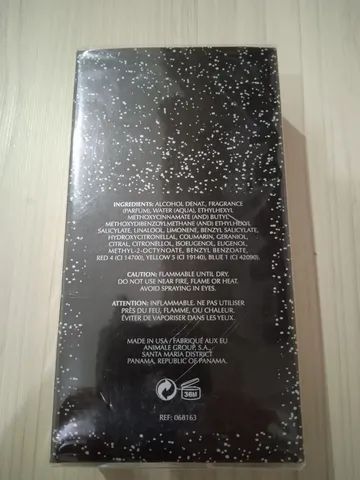 INGREDIENTS: ALCOHOL DENAT., FRAGRANCE
(PARFUM), WATER (AQUA), ETHYLHEXYL
METHOXYCINNAMATE (AND) BUTYL
METHOXYDIBENZOYLMETHANE (AND) ETHYLHEXYL
SALICYLATE, LINALOOL, LIMONENE, BENZYL SALICYLATE,
HYDROXYCITRONELLAL, COUMARIN, GERANIOL,
CITRAL, CITRONELLOL, ISOEUGENOL, EUGENOL,
METHYL-2-OCTYNOATE, BENZYL BENZOATE,
RED 4 (CI 14700), YELLOW 5 (CI 19140), BLUE 1 (CI 42090).
CAUTION: FLAMMABLE UNTIL DRY.
DO NOT USE NEAR FIRE, FLAME OR HEAT.
AVOID SPRAYING IN EYES.
ATTENTION: INFLAMMABLE. NE PAS UTILISER
PRÈS DU FEU, FLAMME, OU CHALEUR.
ÉVITER DE VAPORISER DANS LES YEUX.
MADE IN USA / FABRIQUÉ AUX EU
ANIMALE GROUP, S.A.,
SANTA MARIA DISTRICT
PANAMA, REPUBLIC OF PANAMA.
36M
REF: 068163